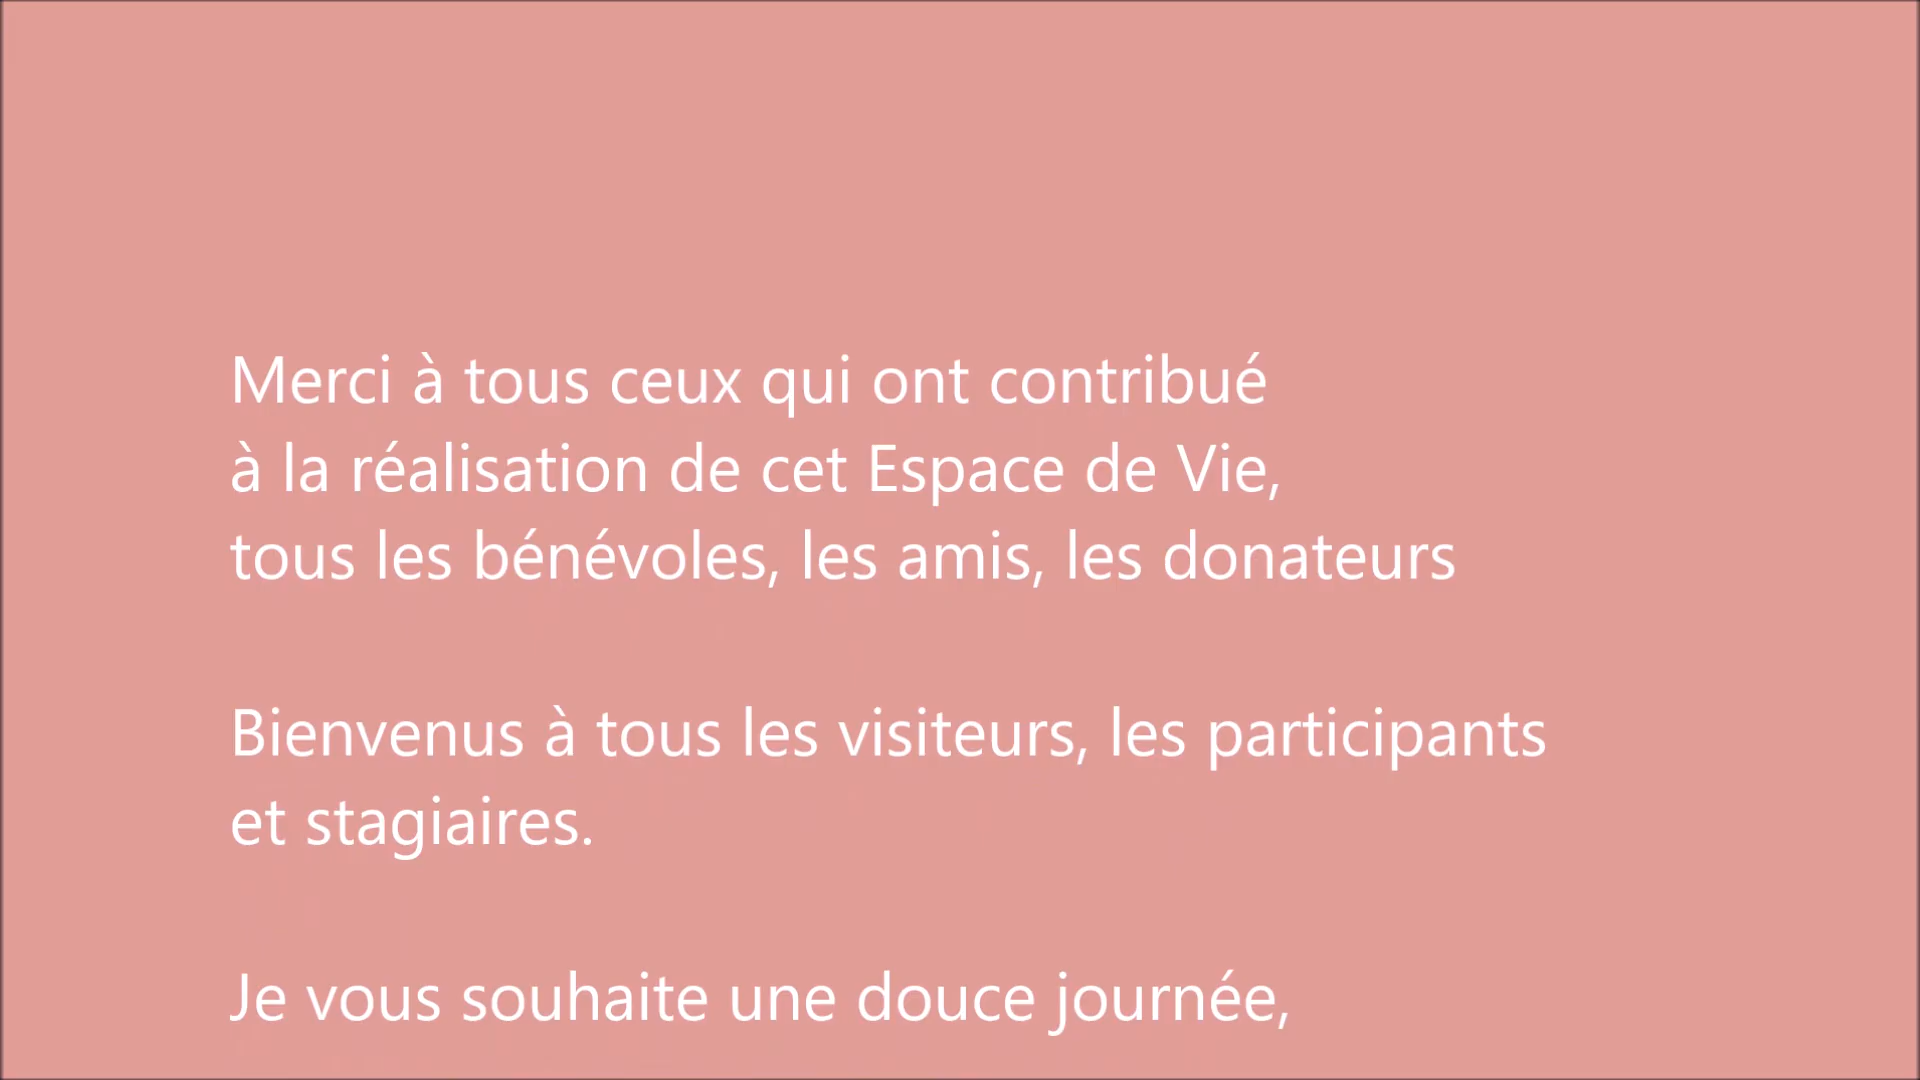 Merci à tous ceux qui ont contribué
à la réalisation de cet Espace de Vie,
tous les bénévoles, les amis, les donateurs
Bienvenus à tous les visiteurs, les participants
et stagiaires.
Je vous souhaite une douce journée,